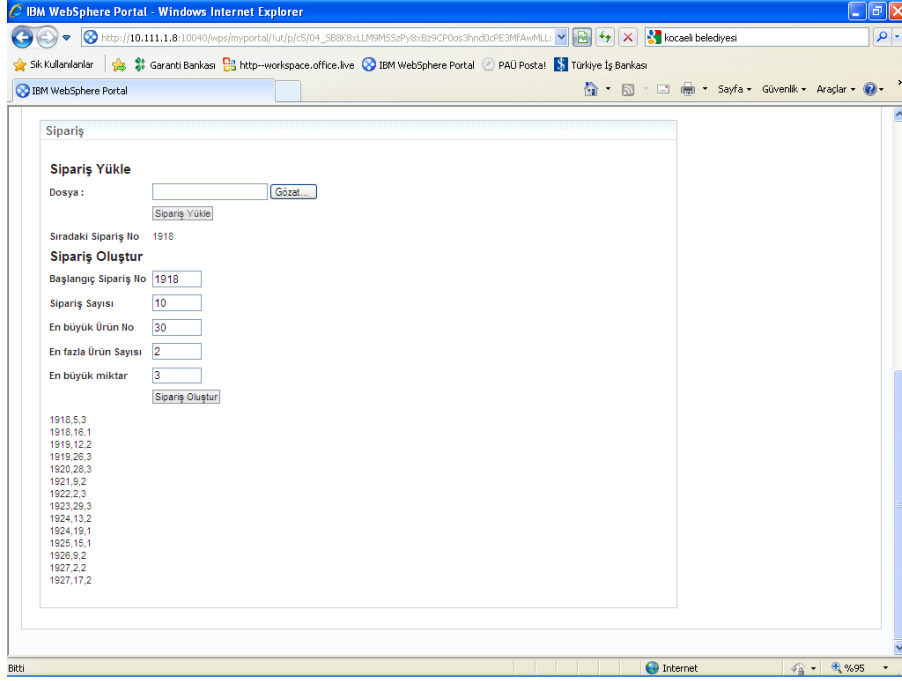 IBM WebSphere Portal - Windows Internet Explorer
http://10.111.1.8:10040/wps/myportal/!ut/p/c5/
kocaeli belediyesi
Sık Kullanılanlar Garanti Bankası http--workspace.office.live IBM WebSphere Portal PAÜ Posta! Türkiye İş Bankası
IBM WebSphere Portal Sayfa Güvenlik Araçlar
Sipariş
Sipariş Yükle
Dosya : Gözat...
Sipariş Yükle
Sıradaki Sipariş No 1918
Sipariş Oluştur
Başlangıç Sipariş No 1918
Sipariş Sayısı 10
En büyük Ürün No 30
En fazla Ürün Sayısı 2
En büyük miktar 3
Sipariş Oluştur
1918,5,3
1918,16,1
1919,12,2
1919,26,3
1920,28,3
1921,9,2
1922,2,3
1923,29,3
1924,13,2
1924,19,1
1925,15,1
1926,9,2
1927,2,2
1927,17,2
Bitti Internet %95